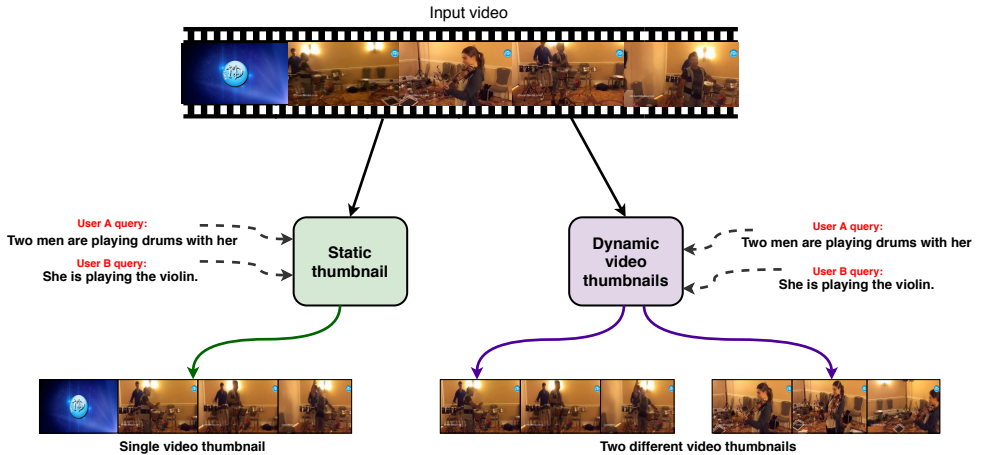 Input video
User A query:
Two men are playing drums with her
User B query:
She is playing the violin.
Static
thumbnail
Dynamic
video
thumbnails
User A query:
Two men are playing drums with her
User B query:
She is playing the violin.
Single video thumbnail
Two different video thumbnails